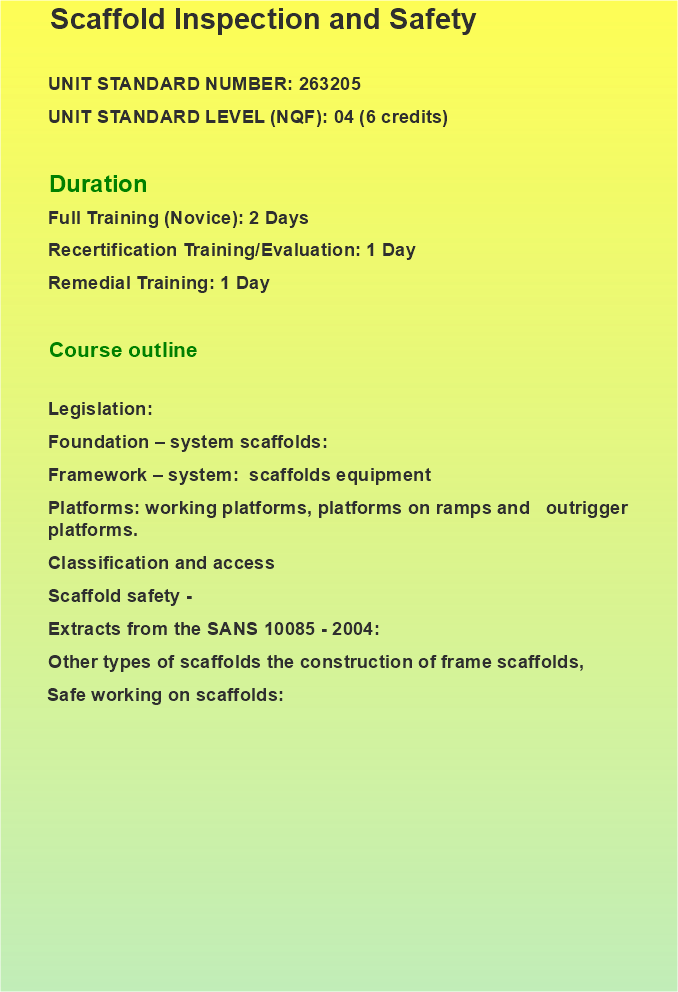 Scaffold Inspection and Safety
UNIT STANDARD NUMBER: 263205
UNIT STANDARD LEVEL (NQF): 04 (6 credits)
Duration
Full Training (Novice): 2 Days
Recertification Training/Evaluation: 1 Day
Remedial Training: 1 Day
Course outline
Legislation:
Foundation – system scaffolds:
Framework – system:  scaffolds equipment
Platforms: working platforms, platforms on ramps and   outrigger
platforms.
Classification and access
Scaffold safety -
Extracts from the SANS 10085 - 2004:
Other types of scaffolds the construction of frame scaffolds,
Safe working on scaffolds: